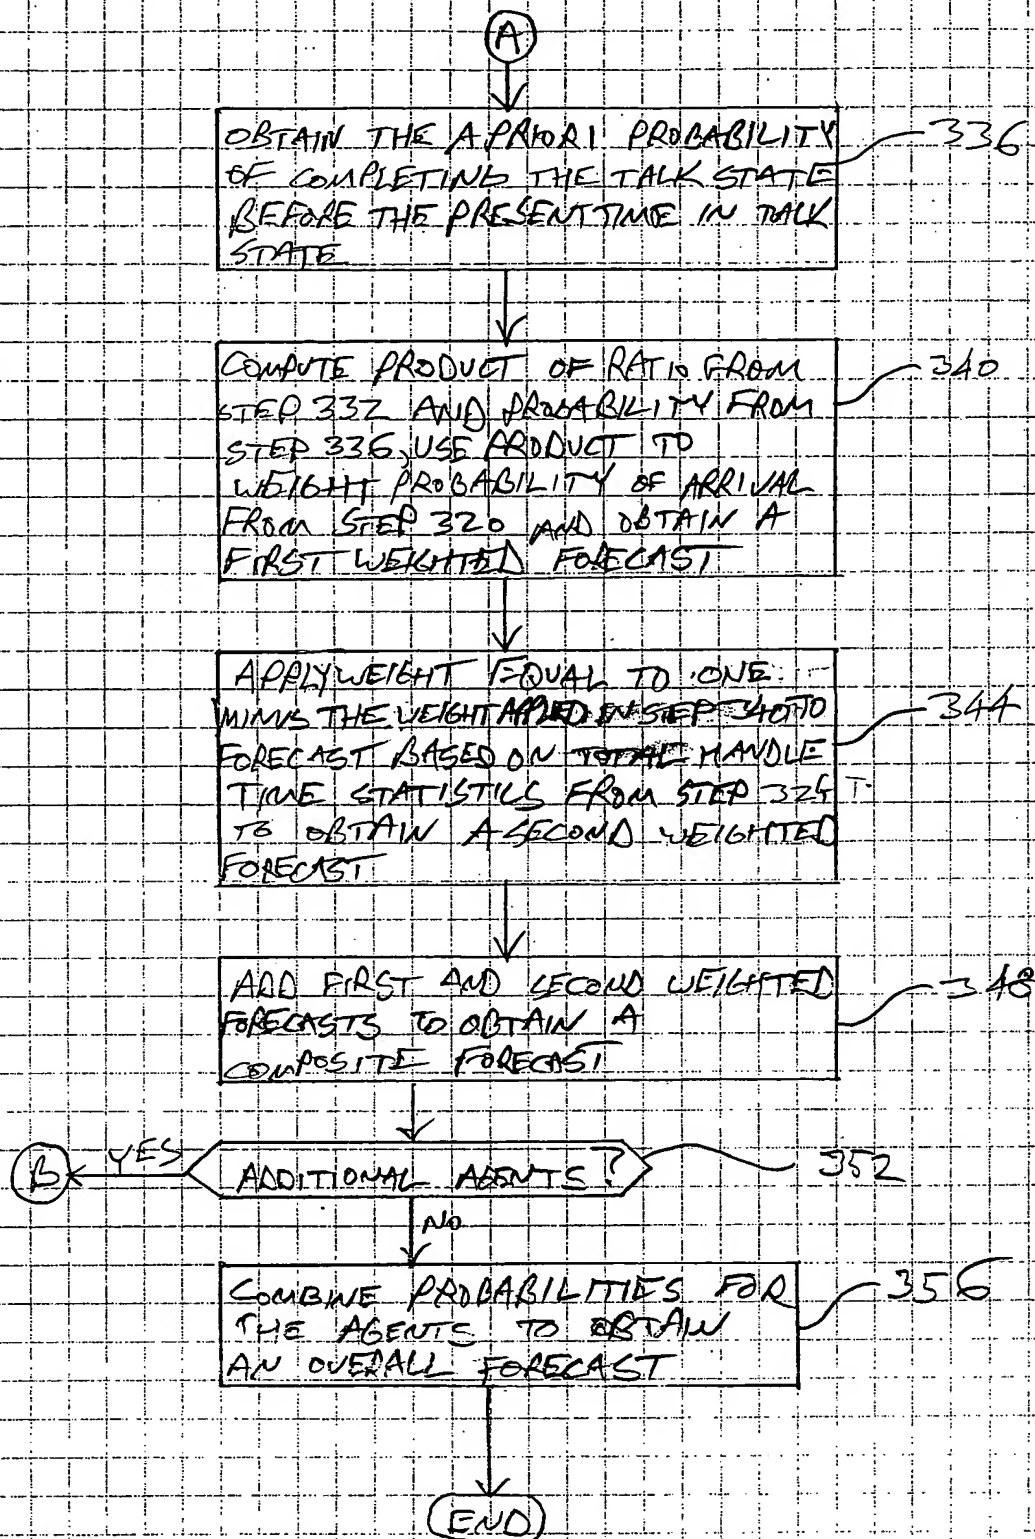 A
OBTAIN THE A PRIORI PROBABILITY
336
OF COMPLETING THE TALK STATE
BEFORE THE PRESENT TIME IN TALK
STATE
COMPUTE PRODUCT OF RATIO FROM
340
STEP 332 AND PROBABILITY FROM
STEP 336, USE PRODUCT TO
WEIGHT PROBABILITY OF ARRIVAL
FROM STEP 320 AND OBTAIN A
FIRST WEIGHTED FORECAST
APPLY WEIGHT EQUAL TO ONE
MINUS THE WEIGHT APPLED IN STEP 340 TO
344
FORECAST BASED ON TOTAL HANDLE
TIME STATISTICS FROM STEP 324
TO OBTAIN A SECOND WEIGHTED
FORECAST
ADD FIRST AND SECOND WEIGHTED
348
FORECASTS TO OBTAIN A
COMPOSITE FORECAST
B
YES
ADDITIONAL AGENTS?
352
NO
COMBINE PROBABILITIES FOR
356
THE AGENTS TO OBTAIN
AN OVERALL FORECAST
END